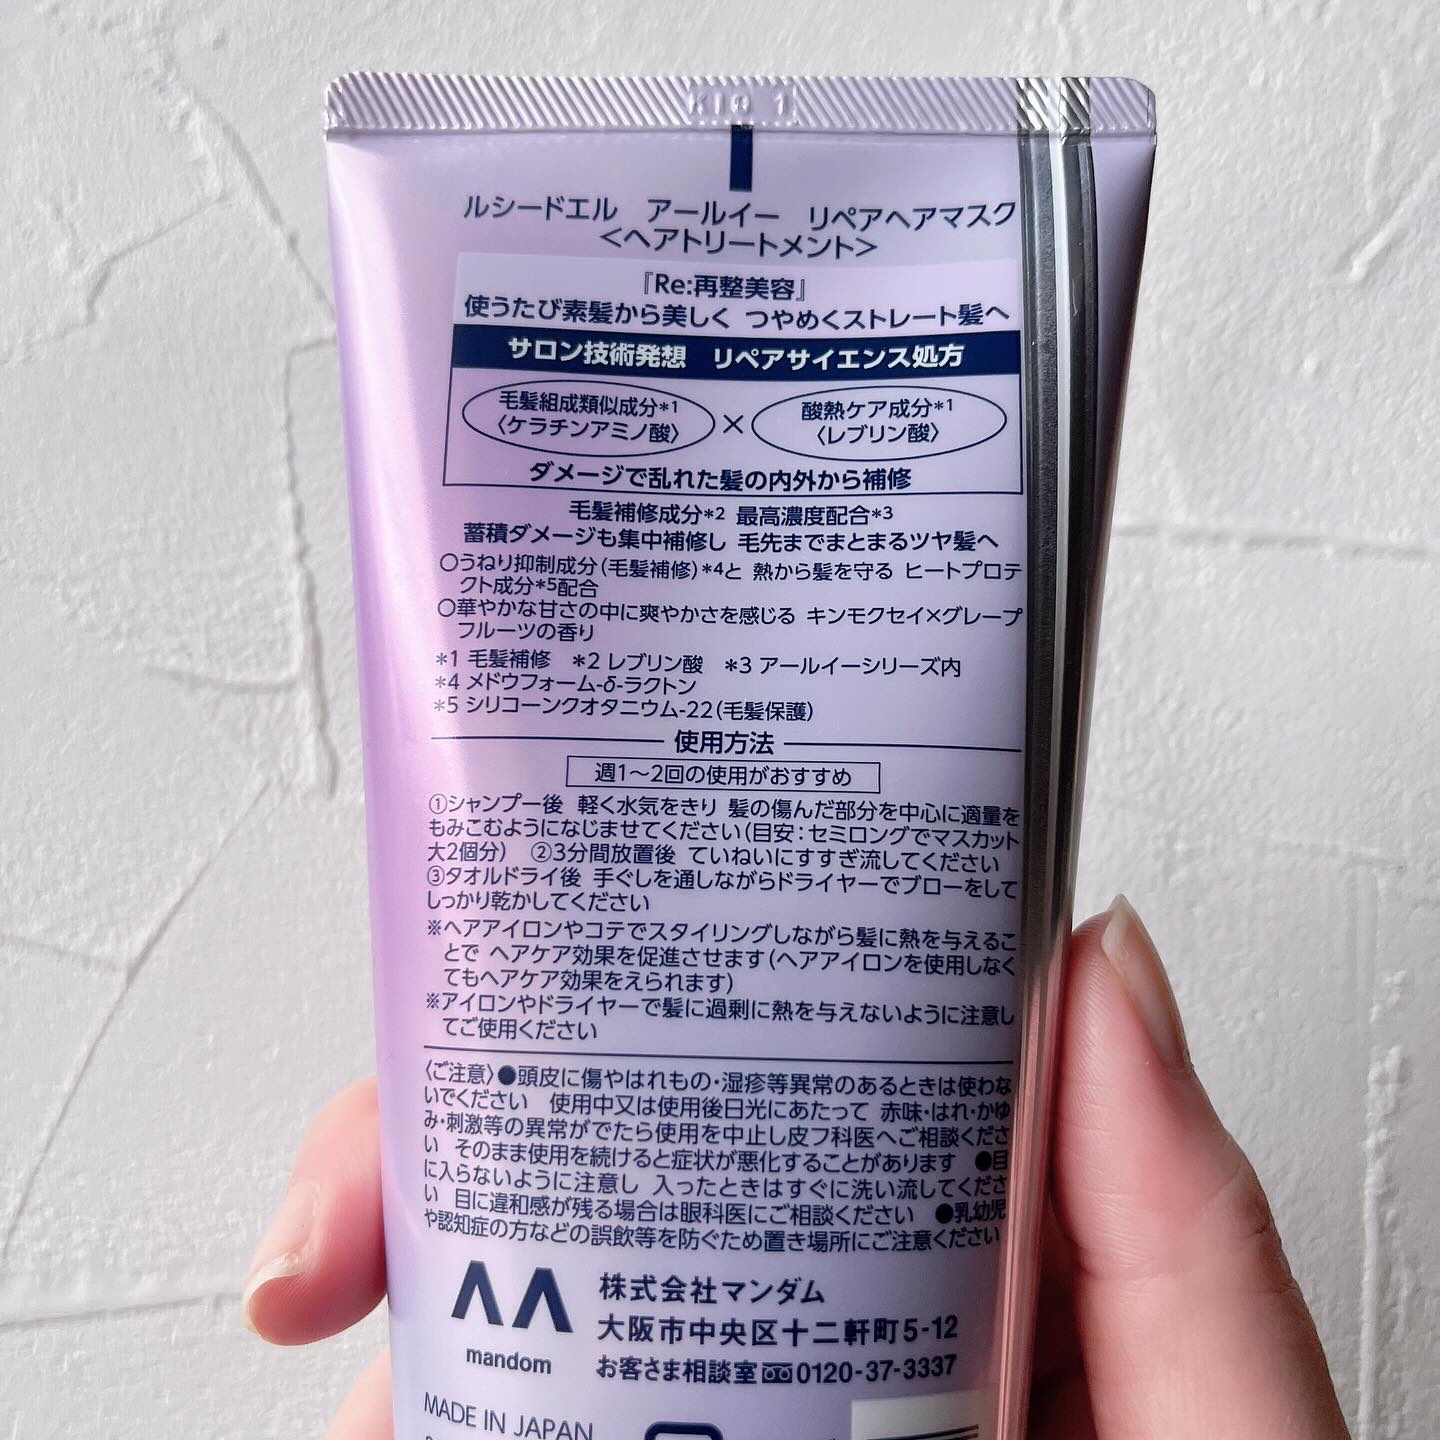 ルシードエル アールイー リペアヘアマスク
<ヘアトリートメント>
『Re:再整美容』
使うたび素髪から美しく つやめくストレート髪へ
サロン技術発想 リペアサイエンス処方
毛髪組成類似成分*1
〈ケラチンアミノ酸〉
×
酸熱ケア成分*1
〈レブリン酸〉
ダメージで乱れた髪の内外から補修
毛髪補修成分*2 最高濃度配合*3
蓄積ダメージも集中補修し 毛先までまとまるツヤ髪へ
○うねり抑制成分(毛髪補修)*4と 熱から髪を守る ヒートプロテ
クト成分*5配合
○華やかな甘さの中に爽やかさを感じる キンモクセイ×グレープ
フルーツの香り
*1 毛髪補修 *2 レブリン酸 *3 アールイーシリーズ内
*4 メドウフォーム-δ-ラクトン
*5 シリコーンクオタニウム-22(毛髪保護)
使用方法
週1～2回の使用がおすすめ
①シャンプー後 軽く水気をきり 髪の傷んだ部分を中心に適量を
もみこむようになじませてください(目安:セミロングでマスカット
大2個分) ②3分間放置後 ていねいにすすぎ流してください
③タオルドライ後 手ぐしを通しながらドライヤーでブローをして
しっかり乾かしてください
※ヘアアイロンやコテでスタイリングしながら髪に熱を与えるこ
とで ヘアケア効果を促進させます(ヘアアイロンを使用しなく
てもヘアケア効果をえられます)
※アイロンやドライヤーで髪に過剰に熱を与えないように注意し
てご使用ください
〈ご注意〉●頭皮に傷やはれもの・湿疹等異常のあるときは使わな
いでください 使用中又は使用後日光にあたって 赤味・はれ・かゆ
み・刺激等の異常がでたら使用を中止し皮フ科医へご相談くださ
い そのまま使用を続けると症状が悪化することがあります ●目
に入らないように注意し 入ったときはすぐに洗い流してくださ
い 目に違和感が残る場合は眼科医にご相談ください ●乳幼児
や認知症の方などの誤飲等を防ぐため置き場所にご注意ください
mandom
株式会社マンダム
大阪市中央区十二軒町5-12
お客さま相談室 0120-37-3337
MADE IN JAPAN